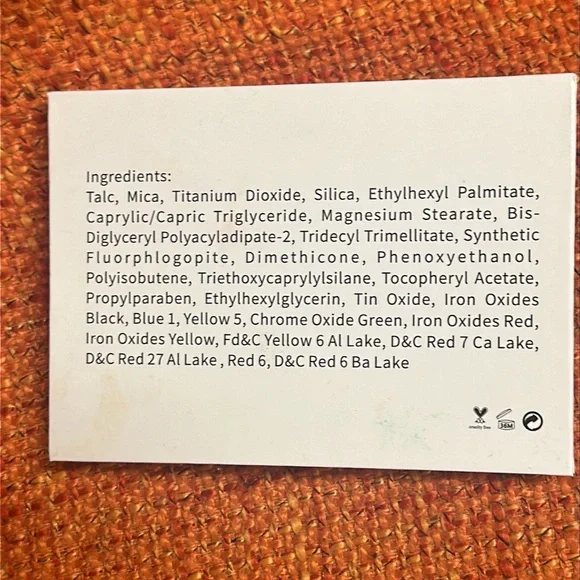 Ingredients:
Talc, Mica, Titanium Dioxide, Silica, Ethylhexyl Palmitate,
Caprylic/Capric Triglyceride, Magnesium Stearate, Bis-
Diglyceryl Polyacyladipate-2, Tridecyl Trimellitate, Synthetic
Fluorphlogopite, Dimethicone, Phenoxyethanol,
Polyisobutene, Triethoxycaprylylsilane, Tocopheryl Acetate,
Propylparaben, Ethylhexylglycerin, Tin Oxide, Iron Oxides
Black, Blue 1, Yellow 5, Chrome Oxide Green, Iron Oxides Red,
Iron Oxides Yellow, Fd&C Yellow 6 Al Lake, D&C Red 7 Ca Lake,
D&C Red 27 Al Lake , Red 6, D&C Red 6 Ba Lake
cruelty free
36M